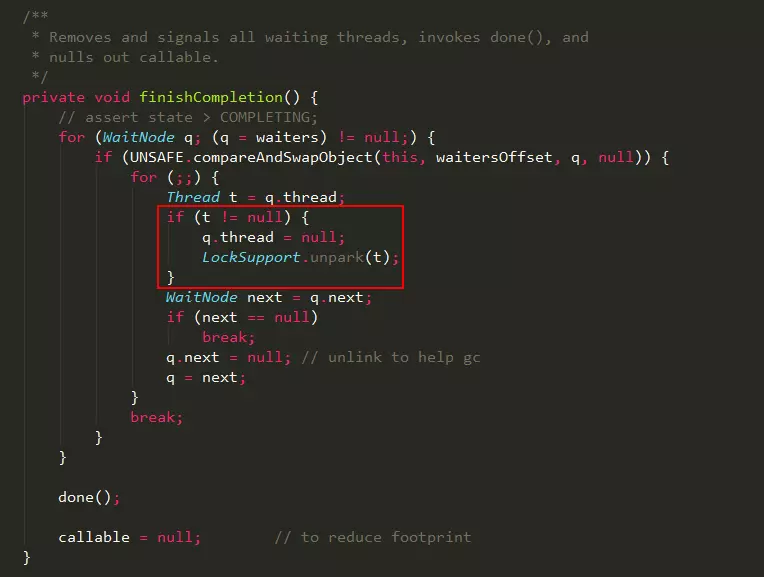 /**
 * Removes and signals all waiting threads, invokes done(), and
 * nulls out callable.
 */
private void finishCompletion() {
    // assert state > COMPLETING;
    for (WaitNode q; (q = waiters) != null;) {
        if (UNSAFE.compareAndSwapObject(this, waitersOffset, q, null)) {
            for (;;) {
                Thread t = q.thread;
                if (t != null) {
                    q.thread = null;
                    LockSupport.unpark(t);
                }
                WaitNode next = q.next;
                if (next == null)
                    break;
                q.next = null; // unlink to help gc
                q = next;
            }
            break;
        }
    }

    done();

    callable = null;        // to reduce footprint
}